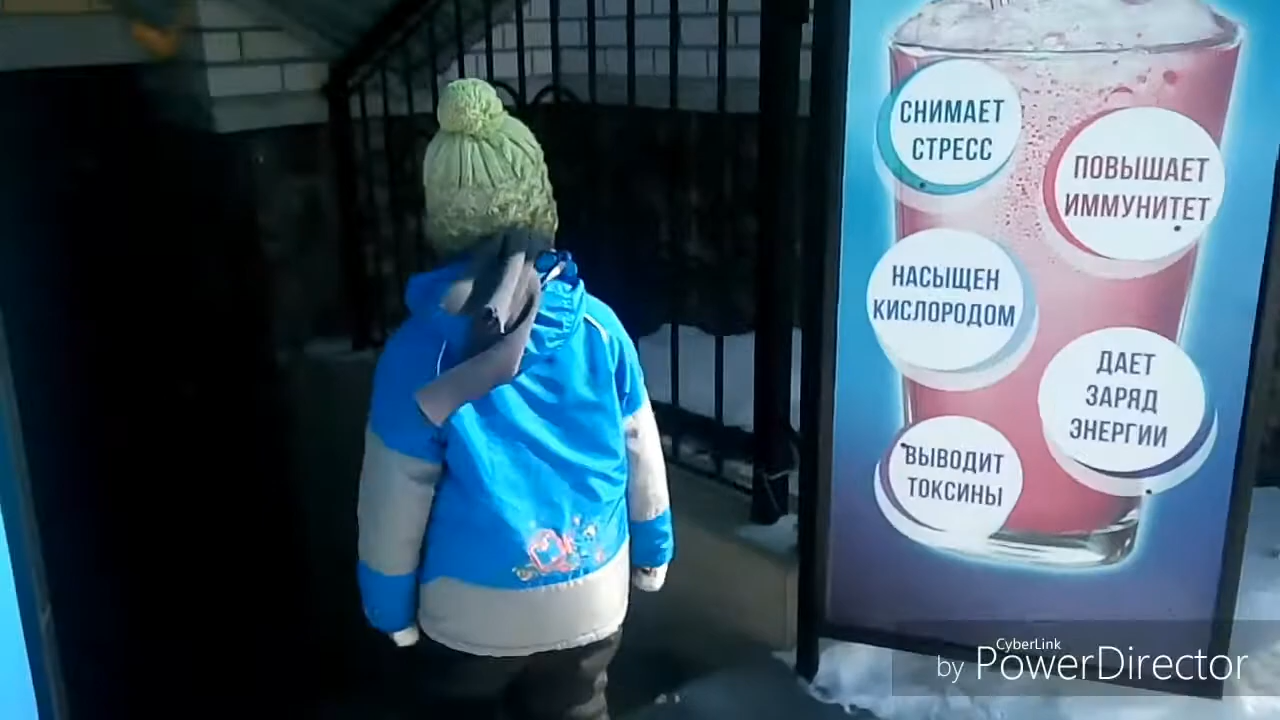 СНИМАЕТ
СТРЕСС
ПОВЫШАЕТ
ИММУНИТЕТ
НАСЫЩЕН
КИСЛОРОДОМ
ДАЕТ
ЗАРЯД
ЭНЕРГИИ
ВЫВОДИТ
ТОКСИНЫ
CyberLink
by PowerDirector